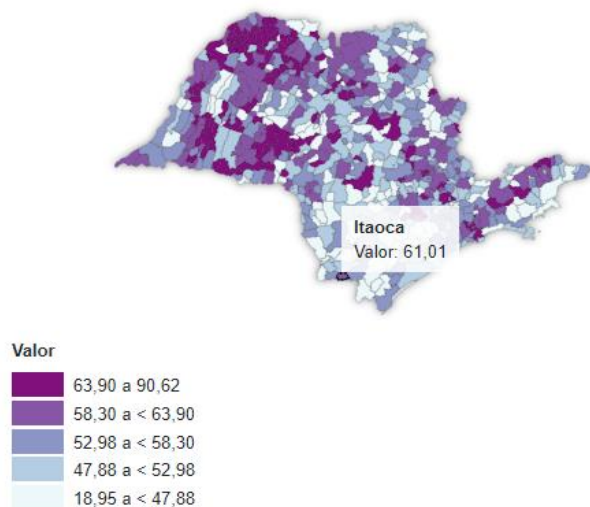 Itaoca
Valor: 61,01
Valor
63,90 a 90,62
58,30 a < 63,90
52,98 a < 58,30
47,88 a < 52,98
18,95 a < 47,88